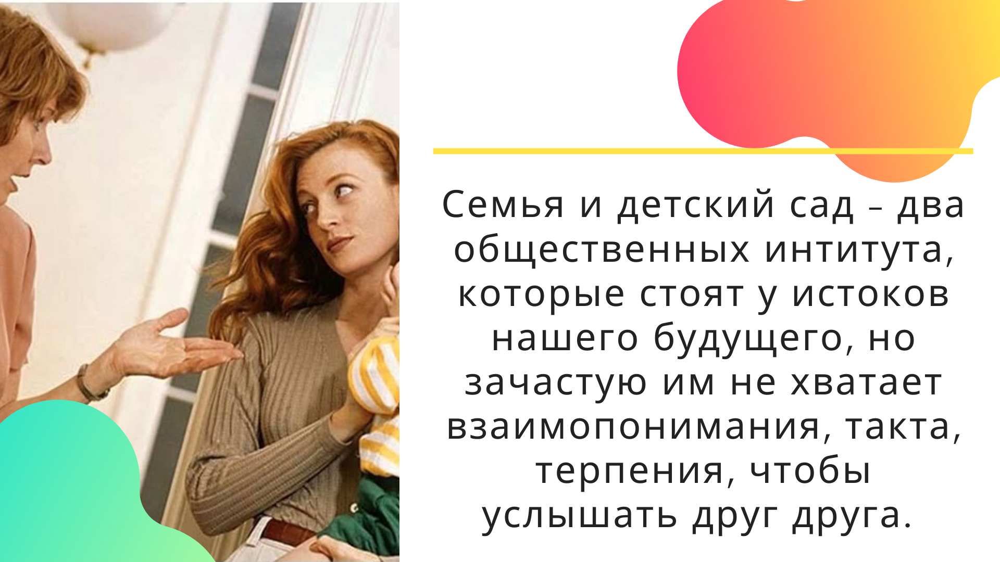 Семья и детский сад – два
общественных интитута,
которые стоят у истоков
нашего будущего, но
зачастую им не хватает
взаимопонимания, такта,
терпения, чтобы
услышать друг друга.